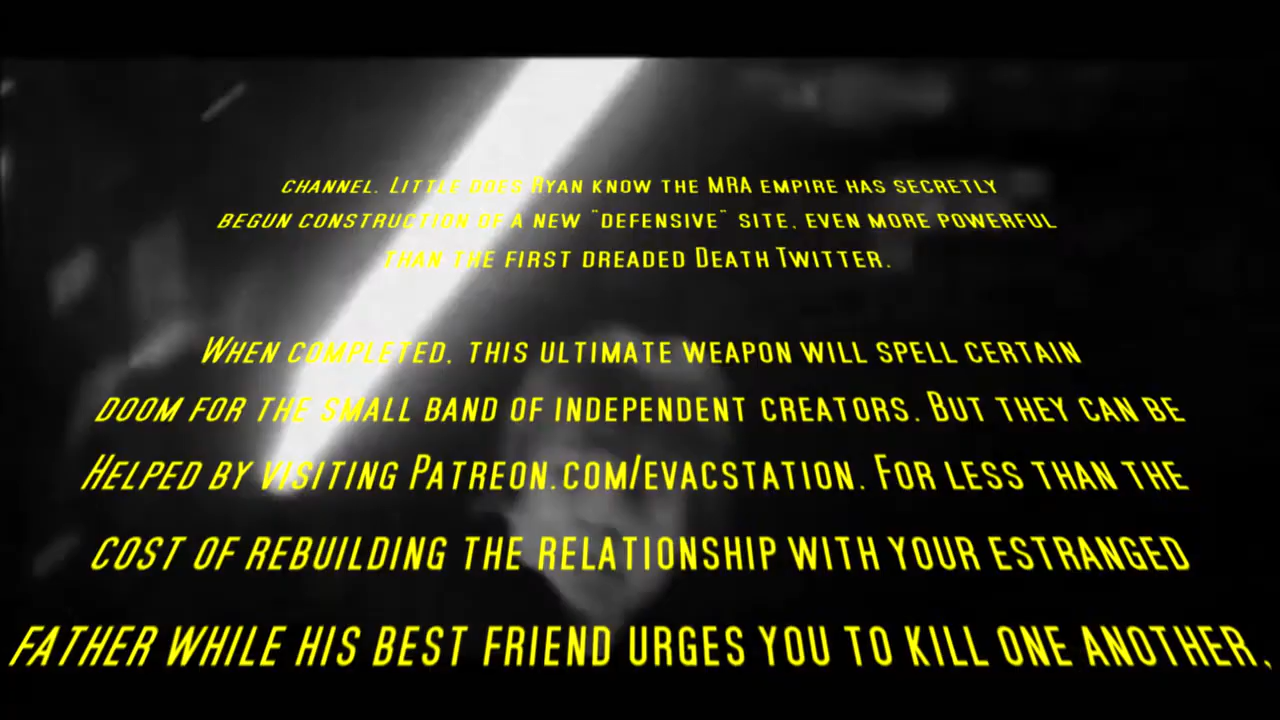 CHANNEL. LITTLE DOES RYAN KNOW THE MRA EMPIRE HAS SECRETLY
BEGUN CONSTRUCTION OF A NEW "DEFENSIVE" SITE, EVEN MORE POWERFUL
THAN THE FIRST DREADED DEATH TWITTER.
WHEN COMPLETED, THIS ULTIMATE WEAPON WILL SPELL CERTAIN
DOOM FOR THE SMALL BAND OF INDEPENDENT CREATORS. BUT THEY CAN BE
HELPED BY VISITING PATREON.COM/EVACSTATION. FOR LESS THAN THE
COST OF REBUILDING THE RELATIONSHIP WITH YOUR ESTRANGED
FATHER WHILE HIS BEST FRIEND URGES YOU TO KILL ONE ANOTHER,